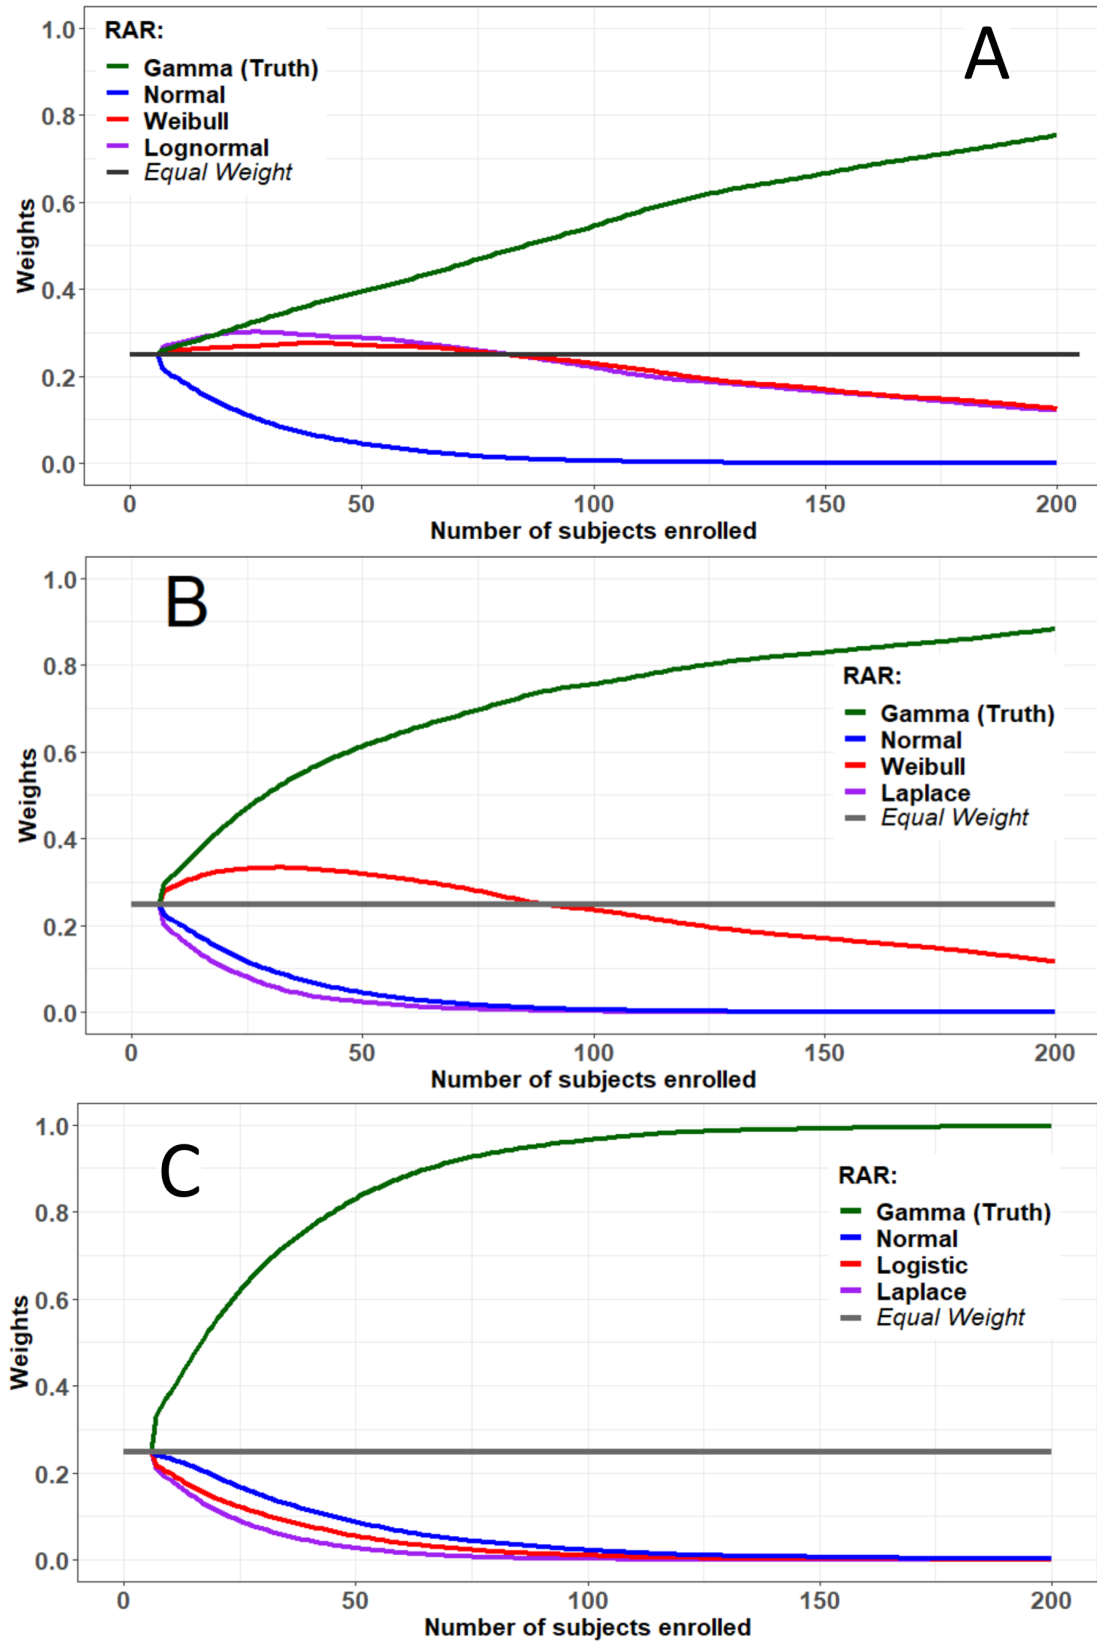 A
RAR:
Gamma (Truth)
Normal
Weibull
Lognormal
Equal Weight
Weights
1.0
0.8
0.6
0.4
0.2
0.0
0 50 100 150 200
Number of subjects enrolled
B
RAR:
Gamma (Truth)
Normal
Weibull
Laplace
Equal Weight
Weights
1.0
0.8
0.6
0.4
0.2
0.0
0 50 100 150 200
Number of subjects enrolled
C
RAR:
Gamma (Truth)
Normal
Logistic
Laplace
Equal Weight
Weights
1.0
0.8
0.6
0.4
0.2
0.0
0 50 100 150 200
Number of subjects enrolled